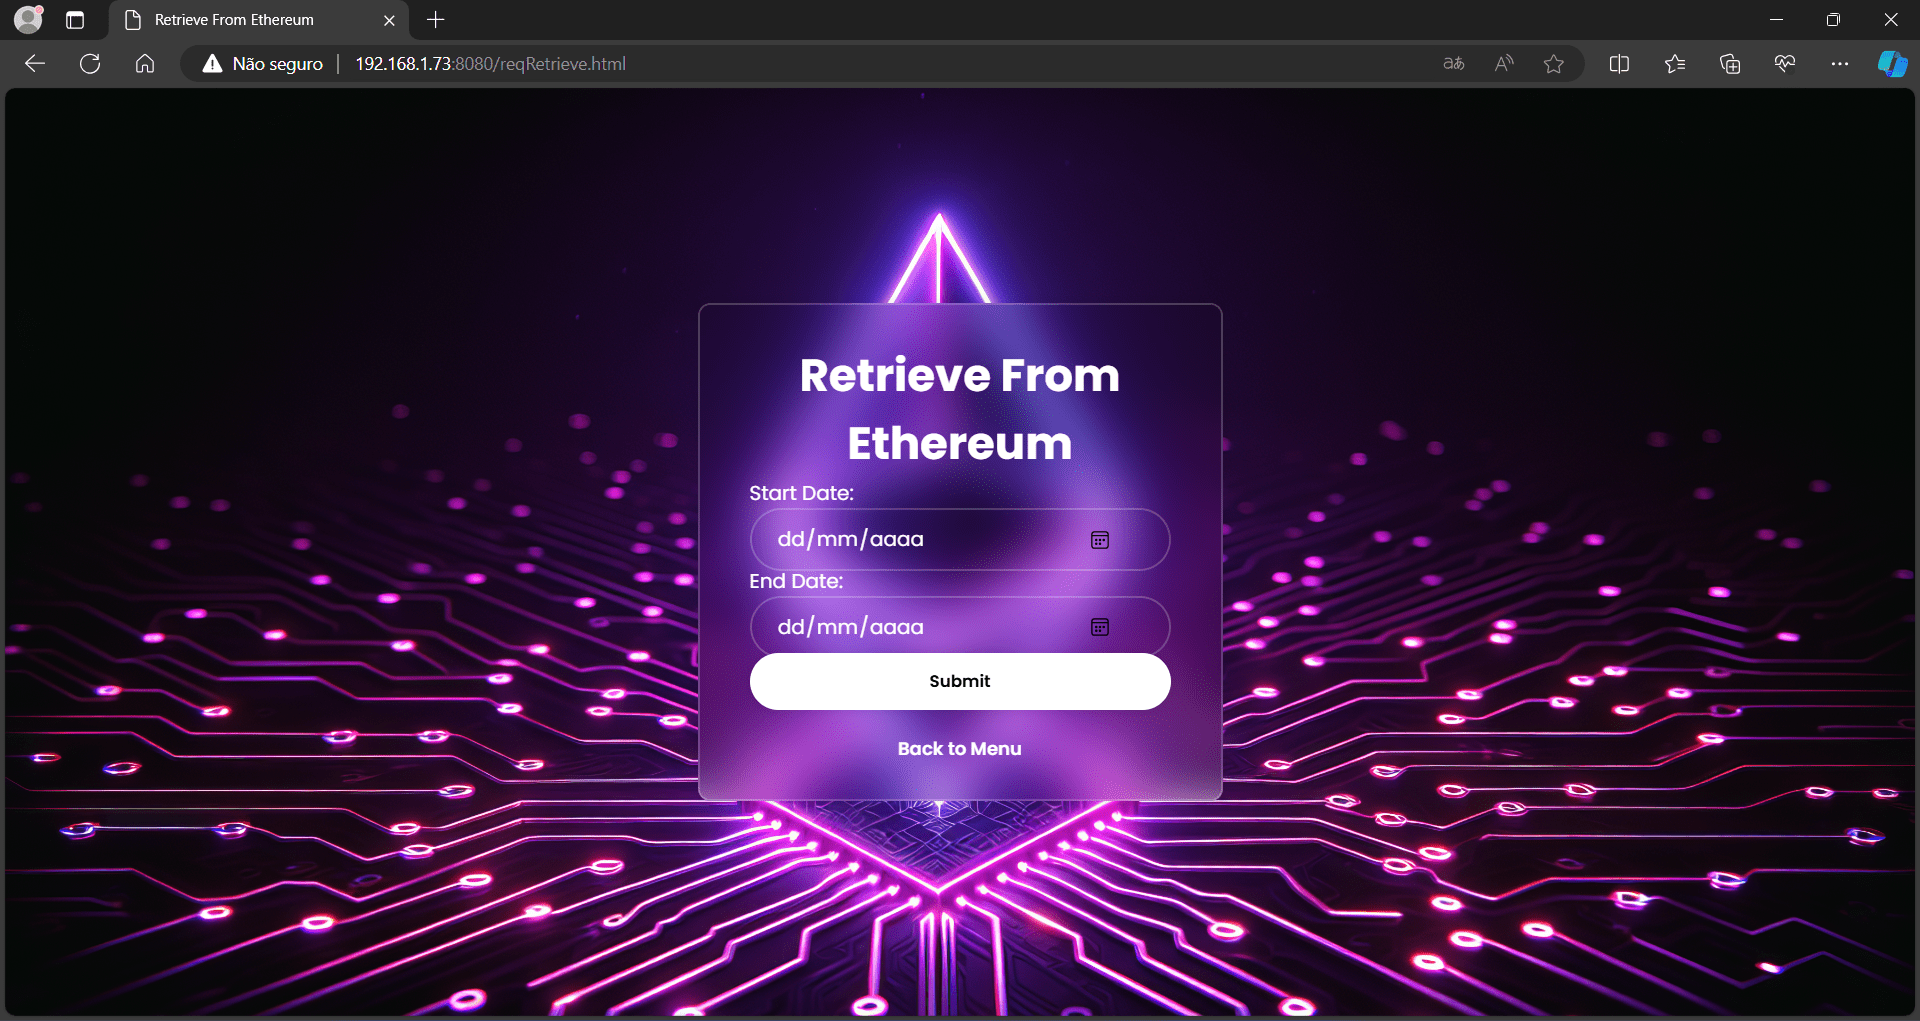 Retrieve From Ethereum
Não seguro 192.168.1.73:8080/reqRetrieve.html
Retrieve From
Ethereum
Start Date:
dd/mm/aaaa
End Date:
dd/mm/aaaa
Submit
Back to Menu